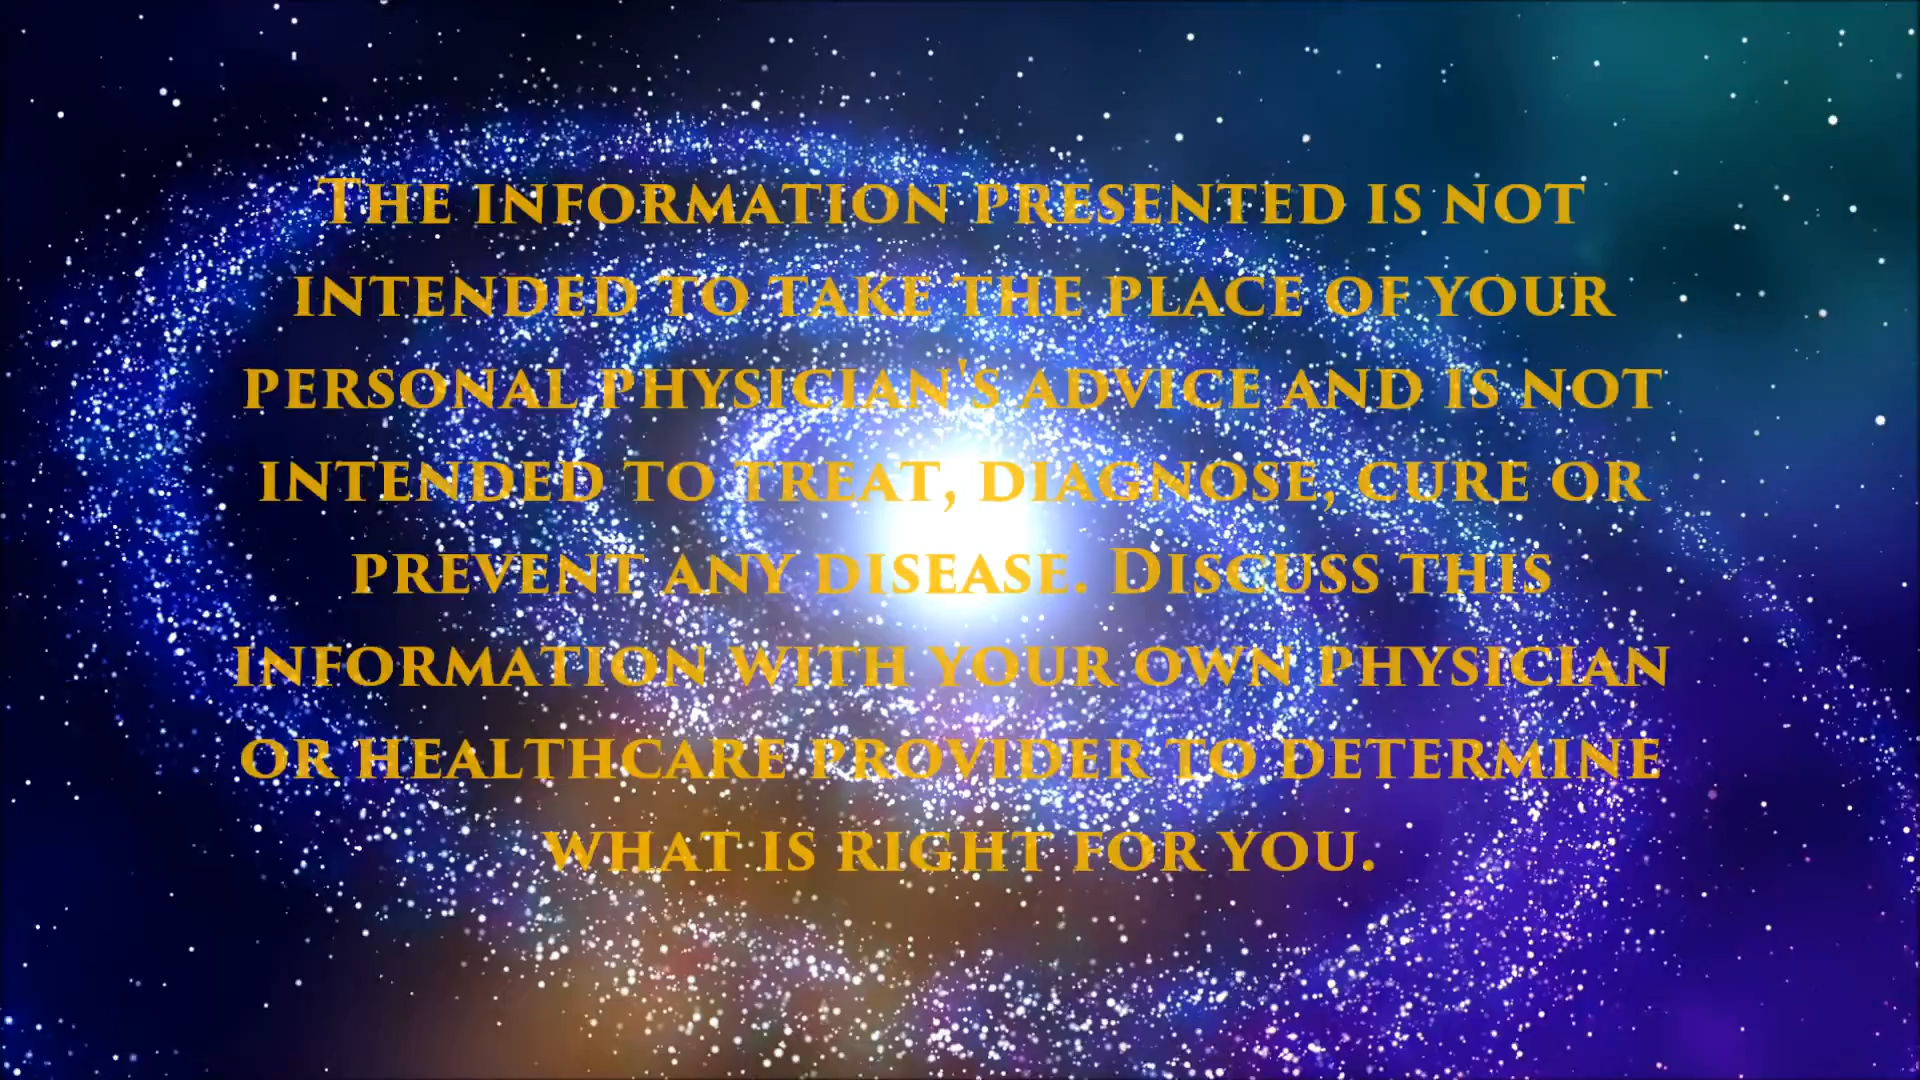 The information presented is not
intended to take the place of your
personal physician's advice and is not
intended to treat, diagnose, cure or
prevent any disease. Discuss this
information with your own physician
or healthcare provider to determine
what is right for you.